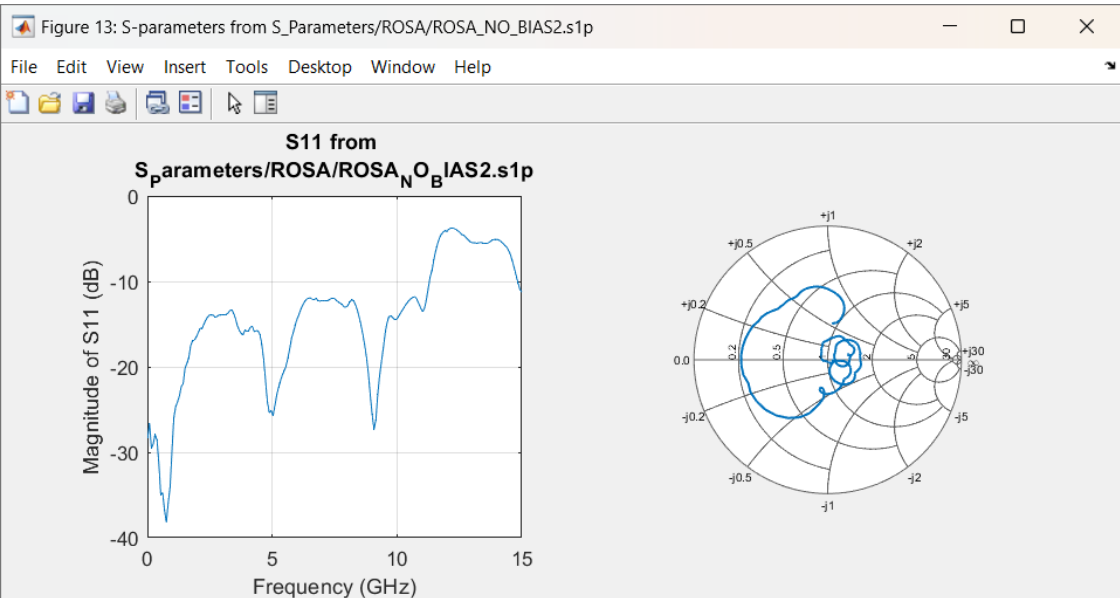 Figure 13: S-parameters from S_Parameters/ROSA/ROSA_NO_BIAS2.s1p
File Edit View Insert Tools Desktop Window Help
S11 from
S_Parameters/ROSA/ROSA_NO_BIAS2.s1p
Magnitude of S11 (dB)
0
-10
-20
-30
-40
0 5 10 15
Frequency (GHz)
+j1
+j0.5 +j2
+j0.2 +j5
+j30
0.0 0.2 0.5 1 2 5 30
-j30
-j0.2 -j5
-j0.5 -j2
-j1